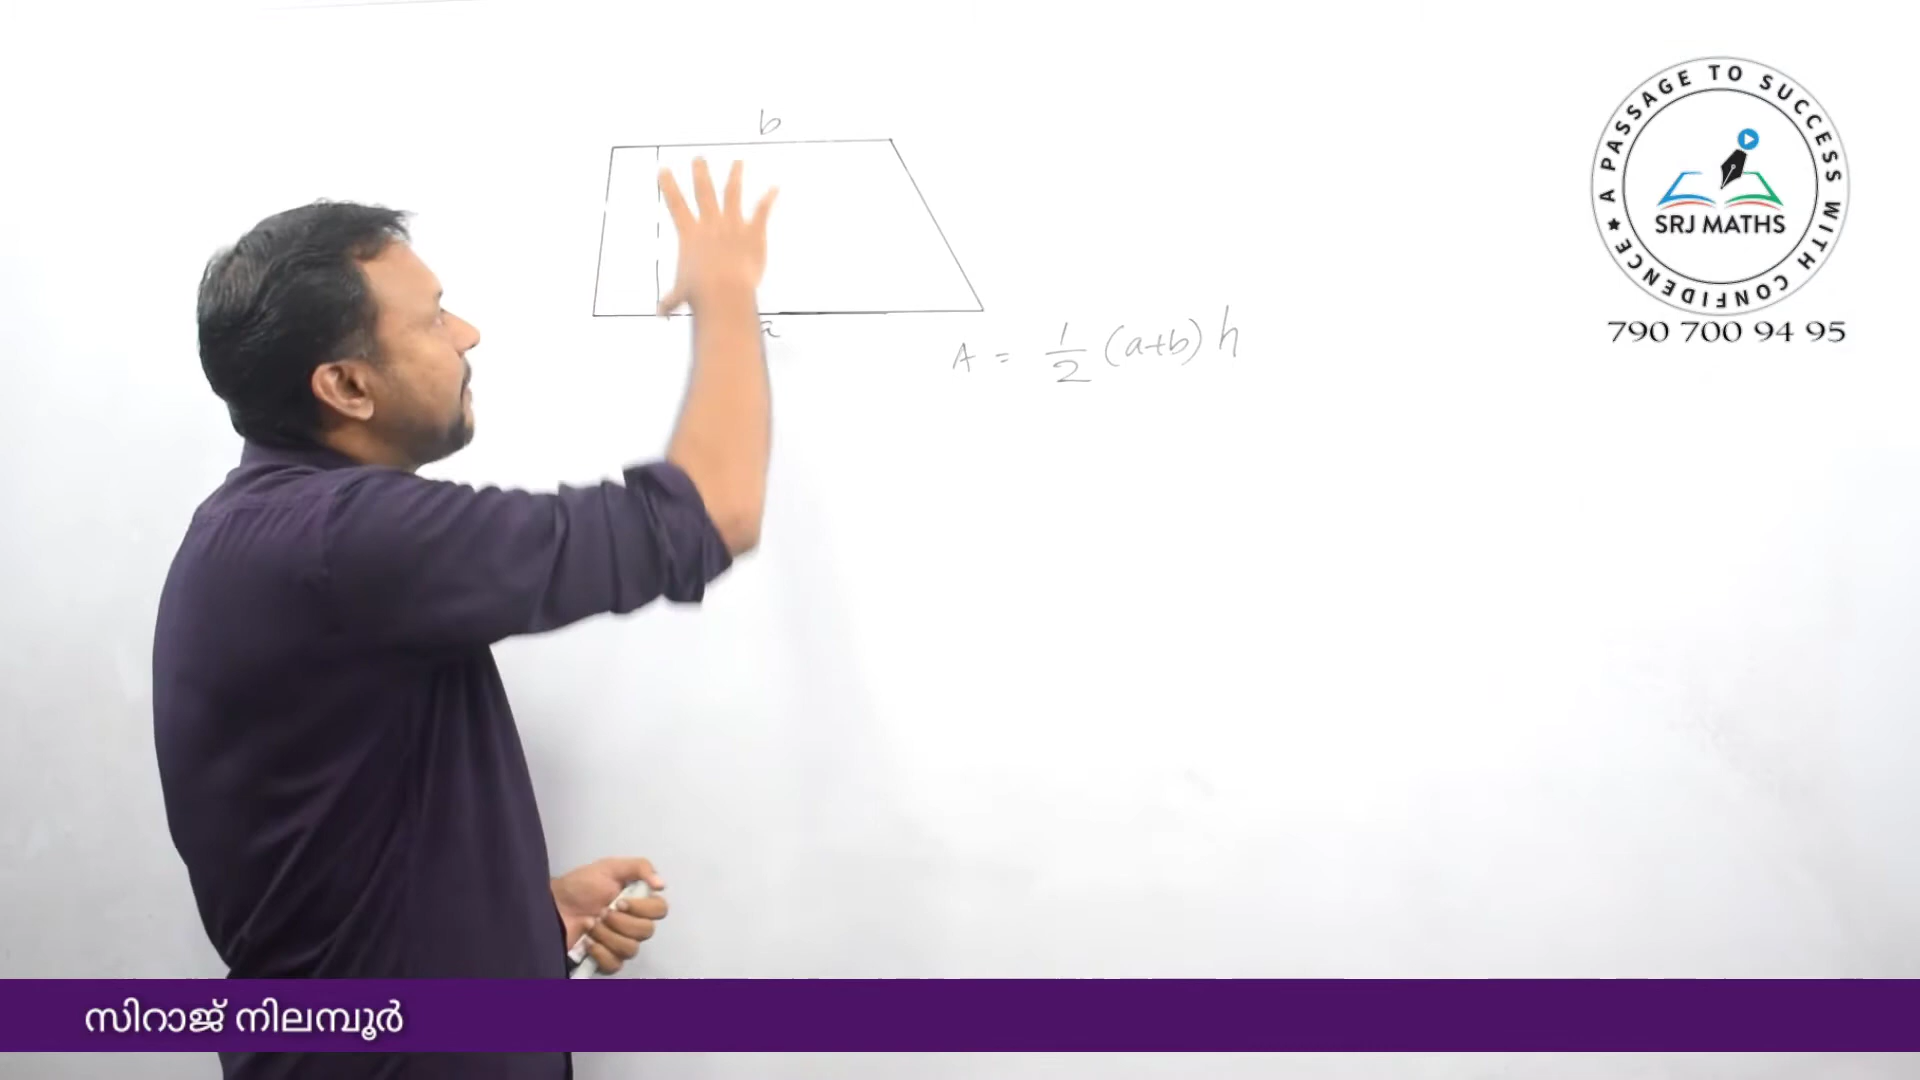 b
a
A = 1/2 (a+b) h
A PASSAGE TO SUCCESS WITH CONFIDENCE ★
SRJ MATHS
790 700 94 95
സിറാജ് നിലമ്പൂർ